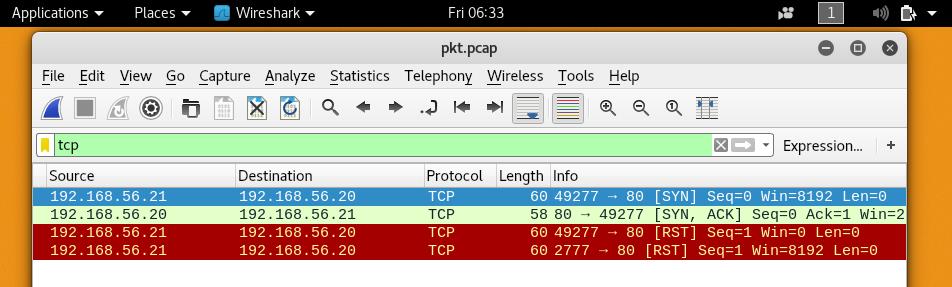 Applications Places Wireshark Fri 06:33 1
pkt.pcap
File Edit View Go Capture Analyze Statistics Telephony Wireless Tools Help
tcp Expression... +
Source Destination Protocol Length Info
192.168.56.21 192.168.56.20 TCP 60 49277 → 80 [SYN] Seq=0 Win=8192 Len=0
192.168.56.20 192.168.56.21 TCP 58 80 → 49277 [SYN, ACK] Seq=0 Ack=1 Win=2
192.168.56.21 192.168.56.20 TCP 60 49277 → 80 [RST] Seq=1 Win=0 Len=0
192.168.56.21 192.168.56.20 TCP 60 2777 → 80 [RST] Seq=1 Win=8192 Len=0